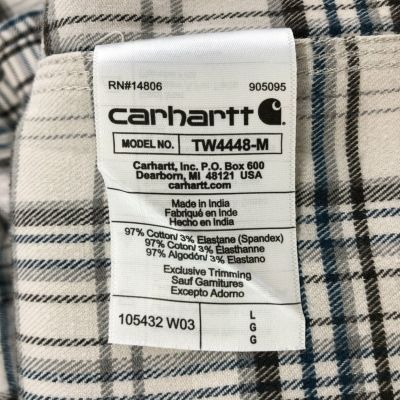 RN#14806 905095
carhartt
MODEL NO. TW4448-M
Carhartt, Inc. P.O. Box 600
Dearborn, MI 48121 USA
carhartt.com
Made in India
Fabriqué en Inde
Hecho en India
97% Cotton/ 3% Elastane (Spandex)
97% Coton/ 3% Élasthanne
97% Algodón/ 3% Elastano
Exclusive Trimming
Sauf Garnitures
Excepto Adorno
105432 W03
L
G
G